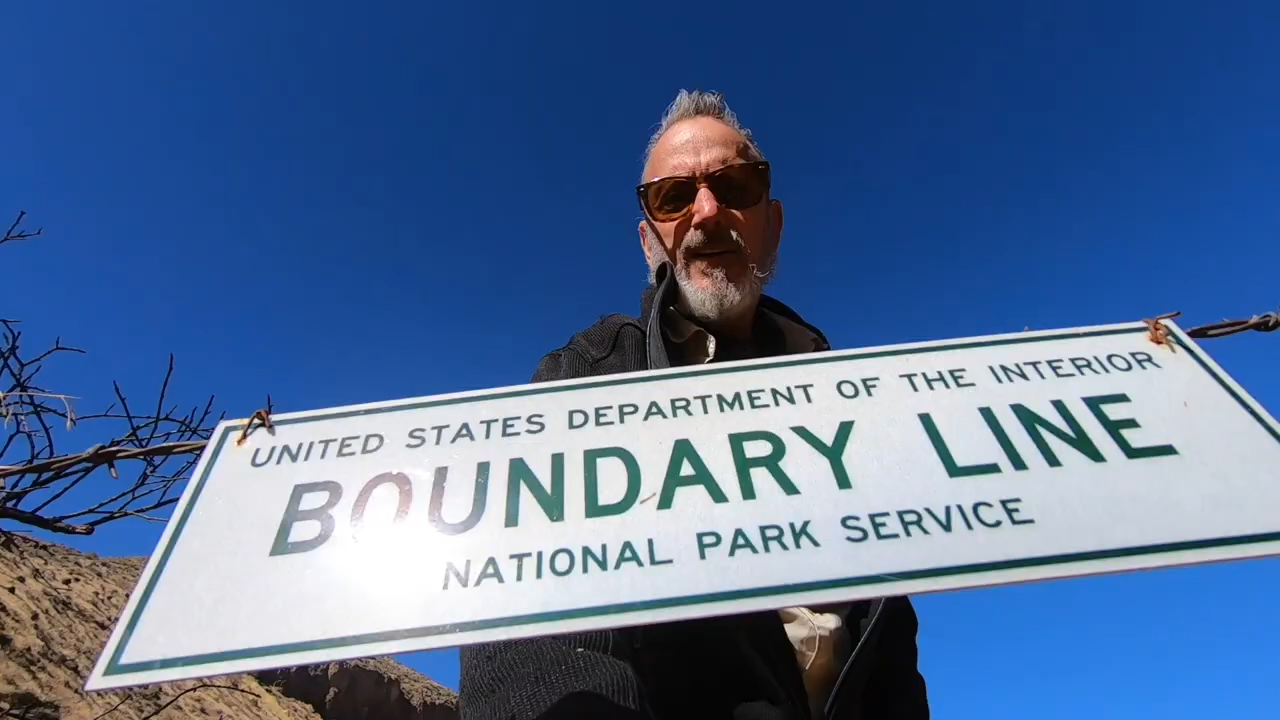 UNITED STATES DEPARTMENT OF THE INTERIOR
BOUNDARY LINE
NATIONAL PARK SERVICE